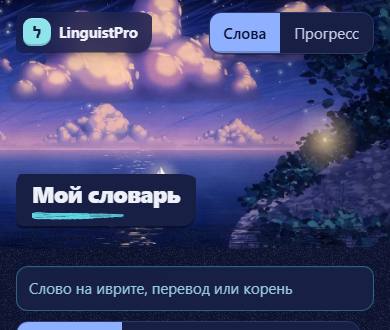 ל LinguistPro
Слова Прогресс
Мой словарь
Слово на иврите, перевод или корень